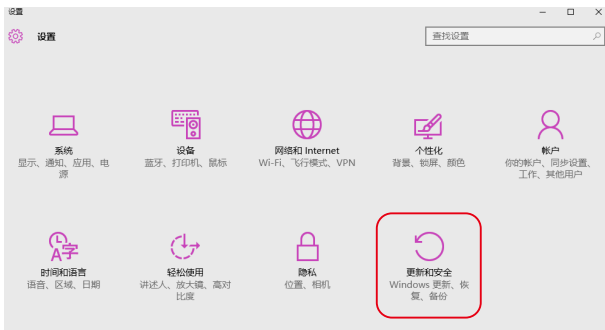 设置
设置
查找设置
系统
显示、通知、应用、电
源
设备
蓝牙、打印机、鼠标
网络和 Internet
Wi-Fi、飞行模式、VPN
个性化
背景、锁屏、颜色
帐户
你的帐户、同步设置、
工作、其他用户
时间和语言
语音、区域、日期
轻松使用
讲述人、放大镜、高对
比度
隐私
位置、相机
更新和安全
Windows 更新、恢
复、备份